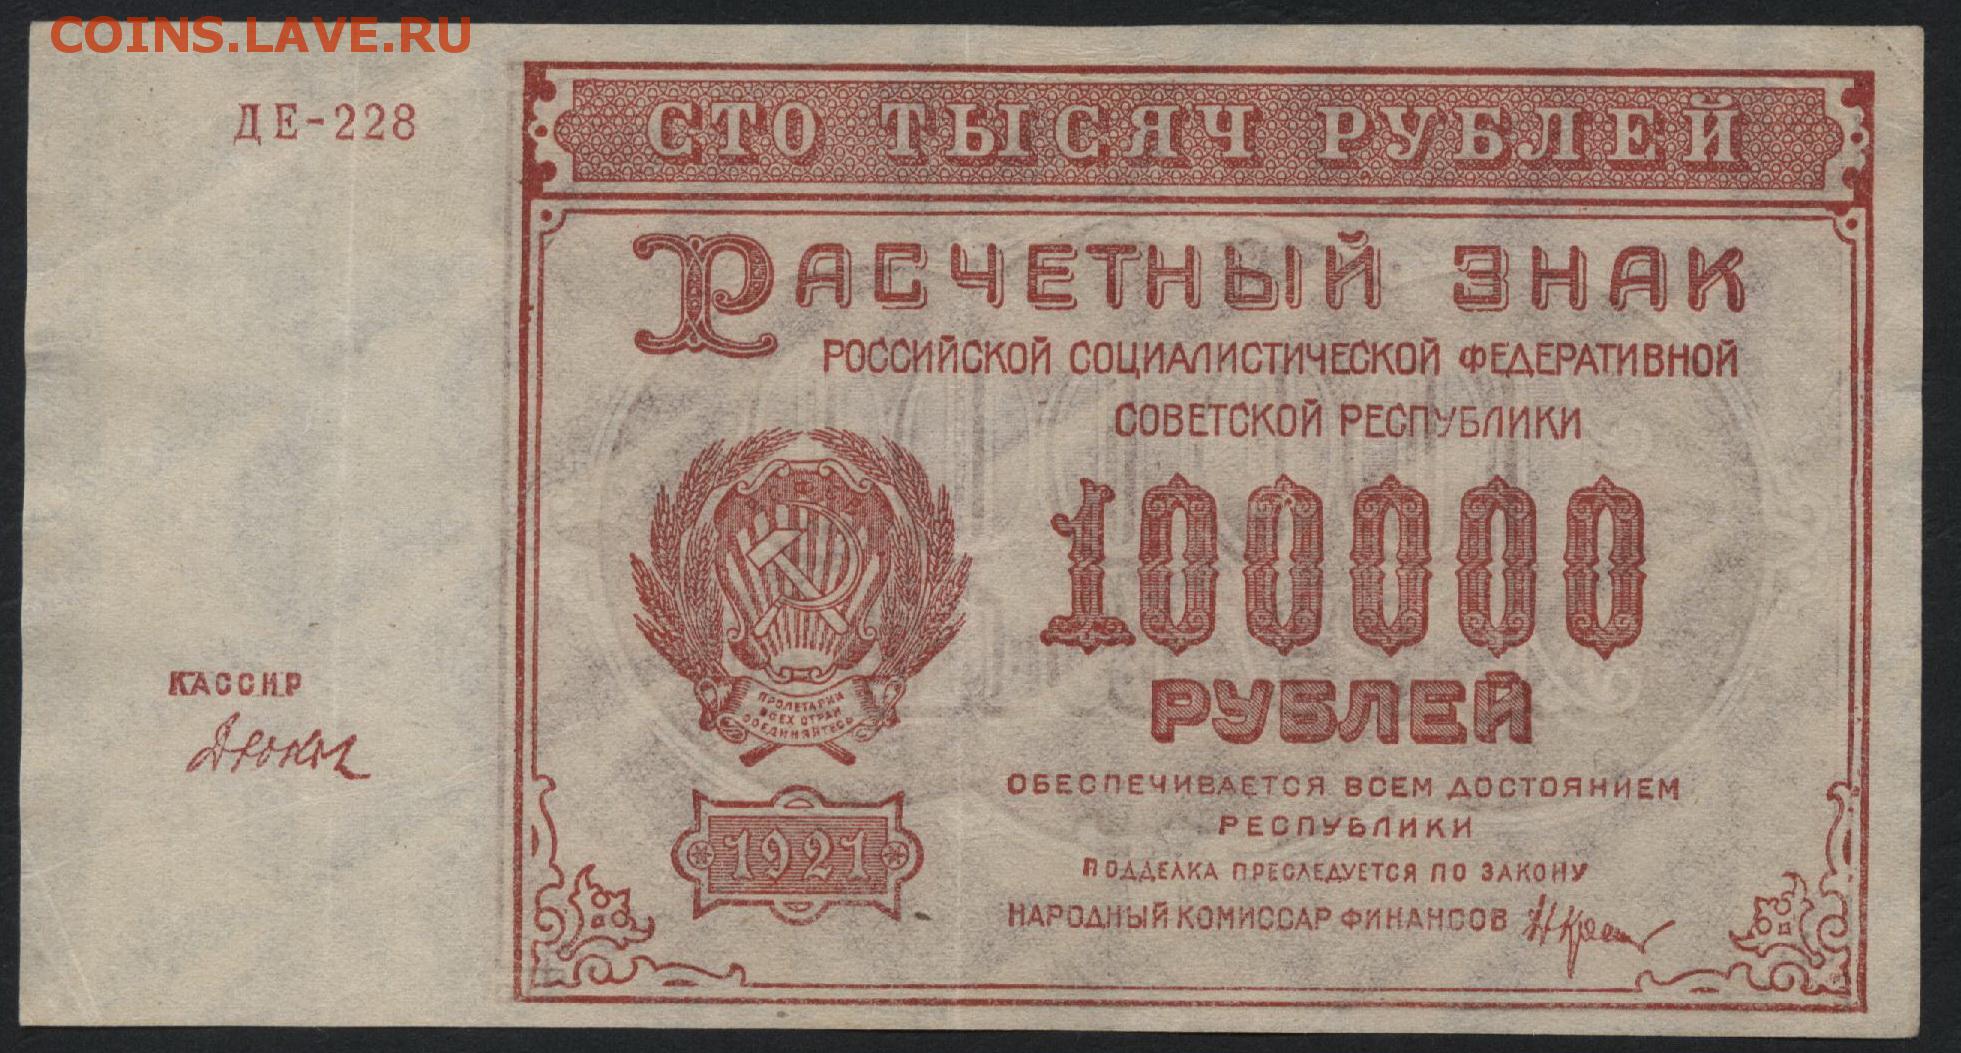 COINS.LAVE.RU
ДЕ-228
СТО ТЫСЯЧ РУБЛЕЙ
РАСЧЕТНЫЙ ЗНАК
РОССИЙСКОЙ СОЦИАЛИСТИЧЕСКОЙ ФЕДЕРАТИВНОЙ
СОВЕТСКОЙ РЕСПУБЛИКИ
100000
РУБЛЕЙ
КАССИР
ПРОЛЕТАРИИ
ВСЕХ СТРАН
СОЕДИНЯЙТЕСЬ
1921
ОБЕСПЕЧИВАЕТСЯ ВСЕМ ДОСТОЯНИЕМ
РЕСПУБЛИКИ
ПОДДЕЛКА ПРЕСЛЕДУЕТСЯ ПО ЗАКОНУ
НАРОДНЫЙ КОМИССАР ФИНАНСОВ